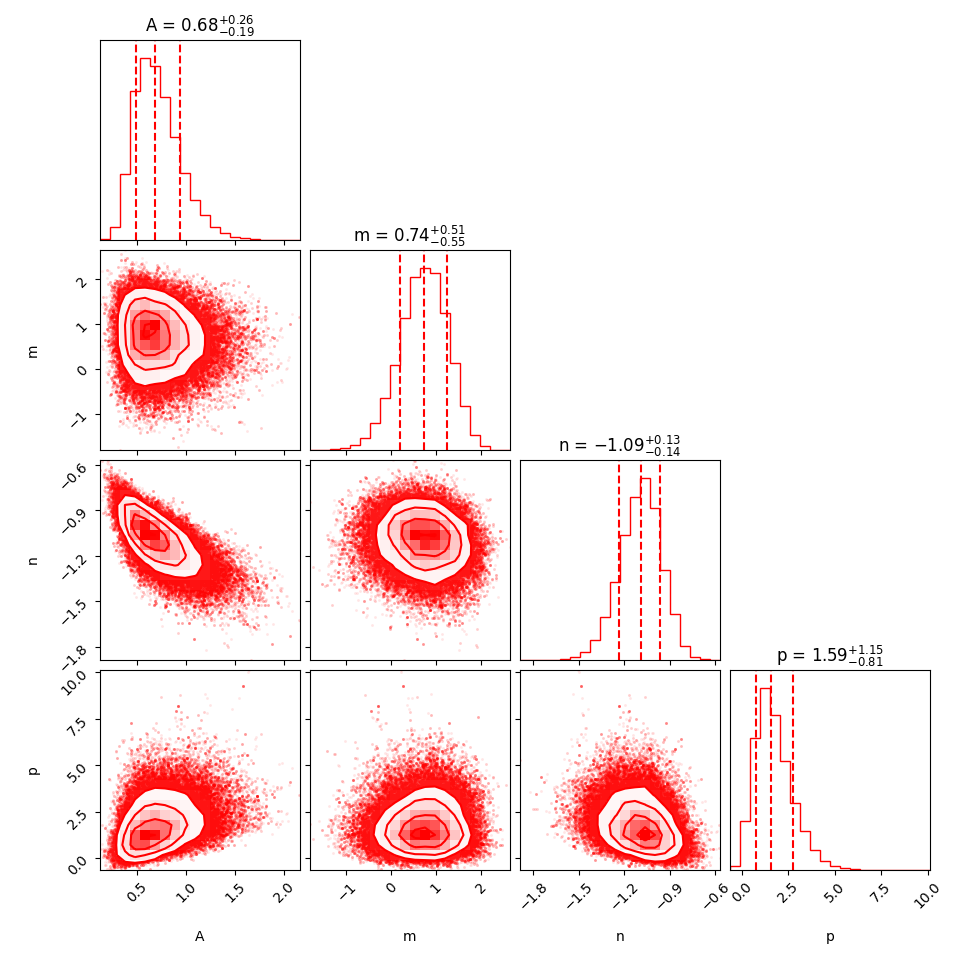 A = 0.68+0.26−0.19
m = 0.74+0.51−0.55
n = −1.09+0.13−0.14
p = 1.59+1.15−0.81
2
1
0
−1
m
−0.6
−0.9
−1.2
−1.5
−1.8
n
10.0
7.5
5.0
2.5
0.0
p
0.5 1.0 1.5 2.0
−1 0 1 2
−1.8 −1.5 −1.2 −0.9 −0.6
0.0 2.5 5.0 7.5 10.0
A m n p